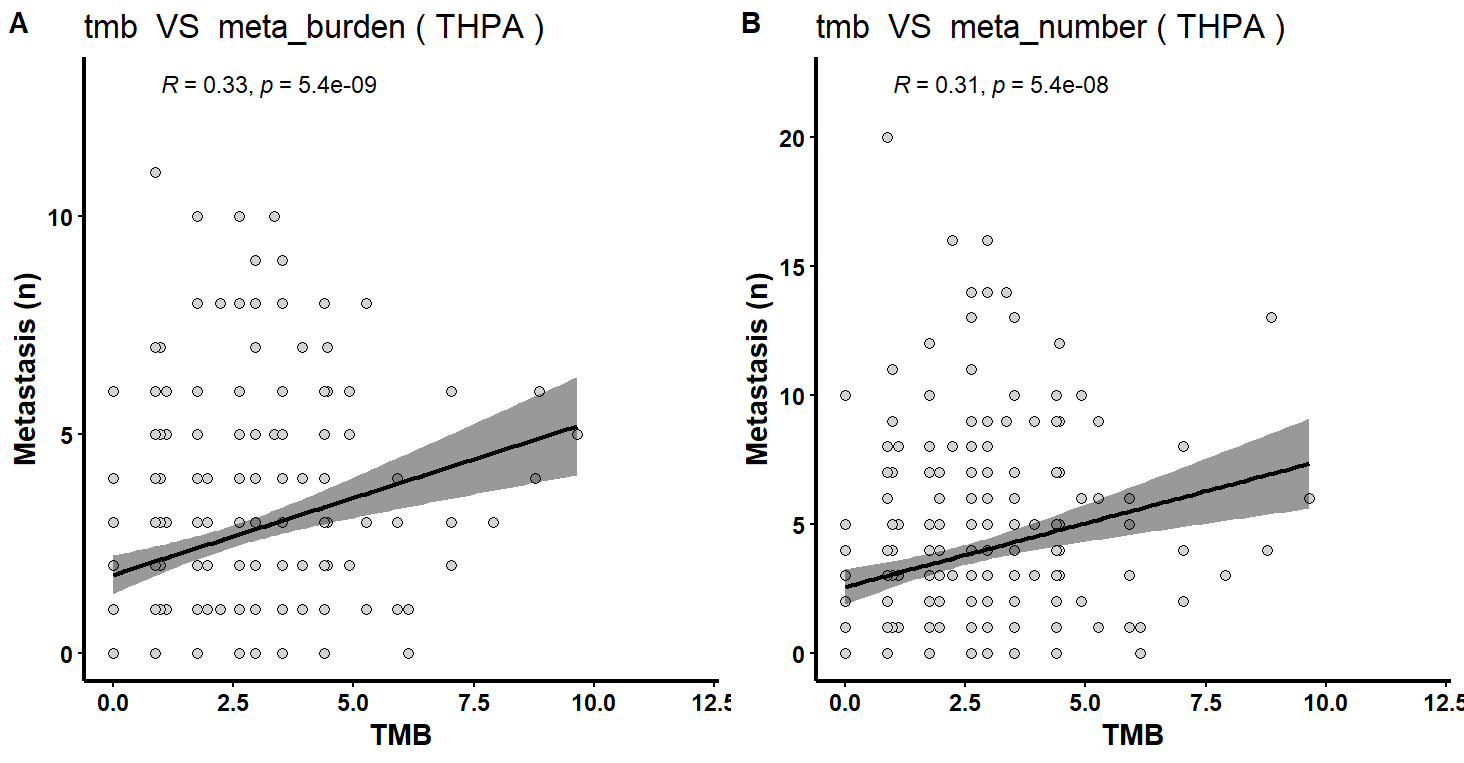 A
tmb VS meta_burden ( THPA )
R = 0.33, p = 5.4e-09
10
5
0
Metastasis (n)
0.0 2.5 5.0 7.5 10.0 12.5
TMB
B
tmb VS meta_number ( THPA )
R = 0.31, p = 5.4e-08
20
15
10
5
0
Metastasis (n)
0.0 2.5 5.0 7.5 10.0 12.5
TMB